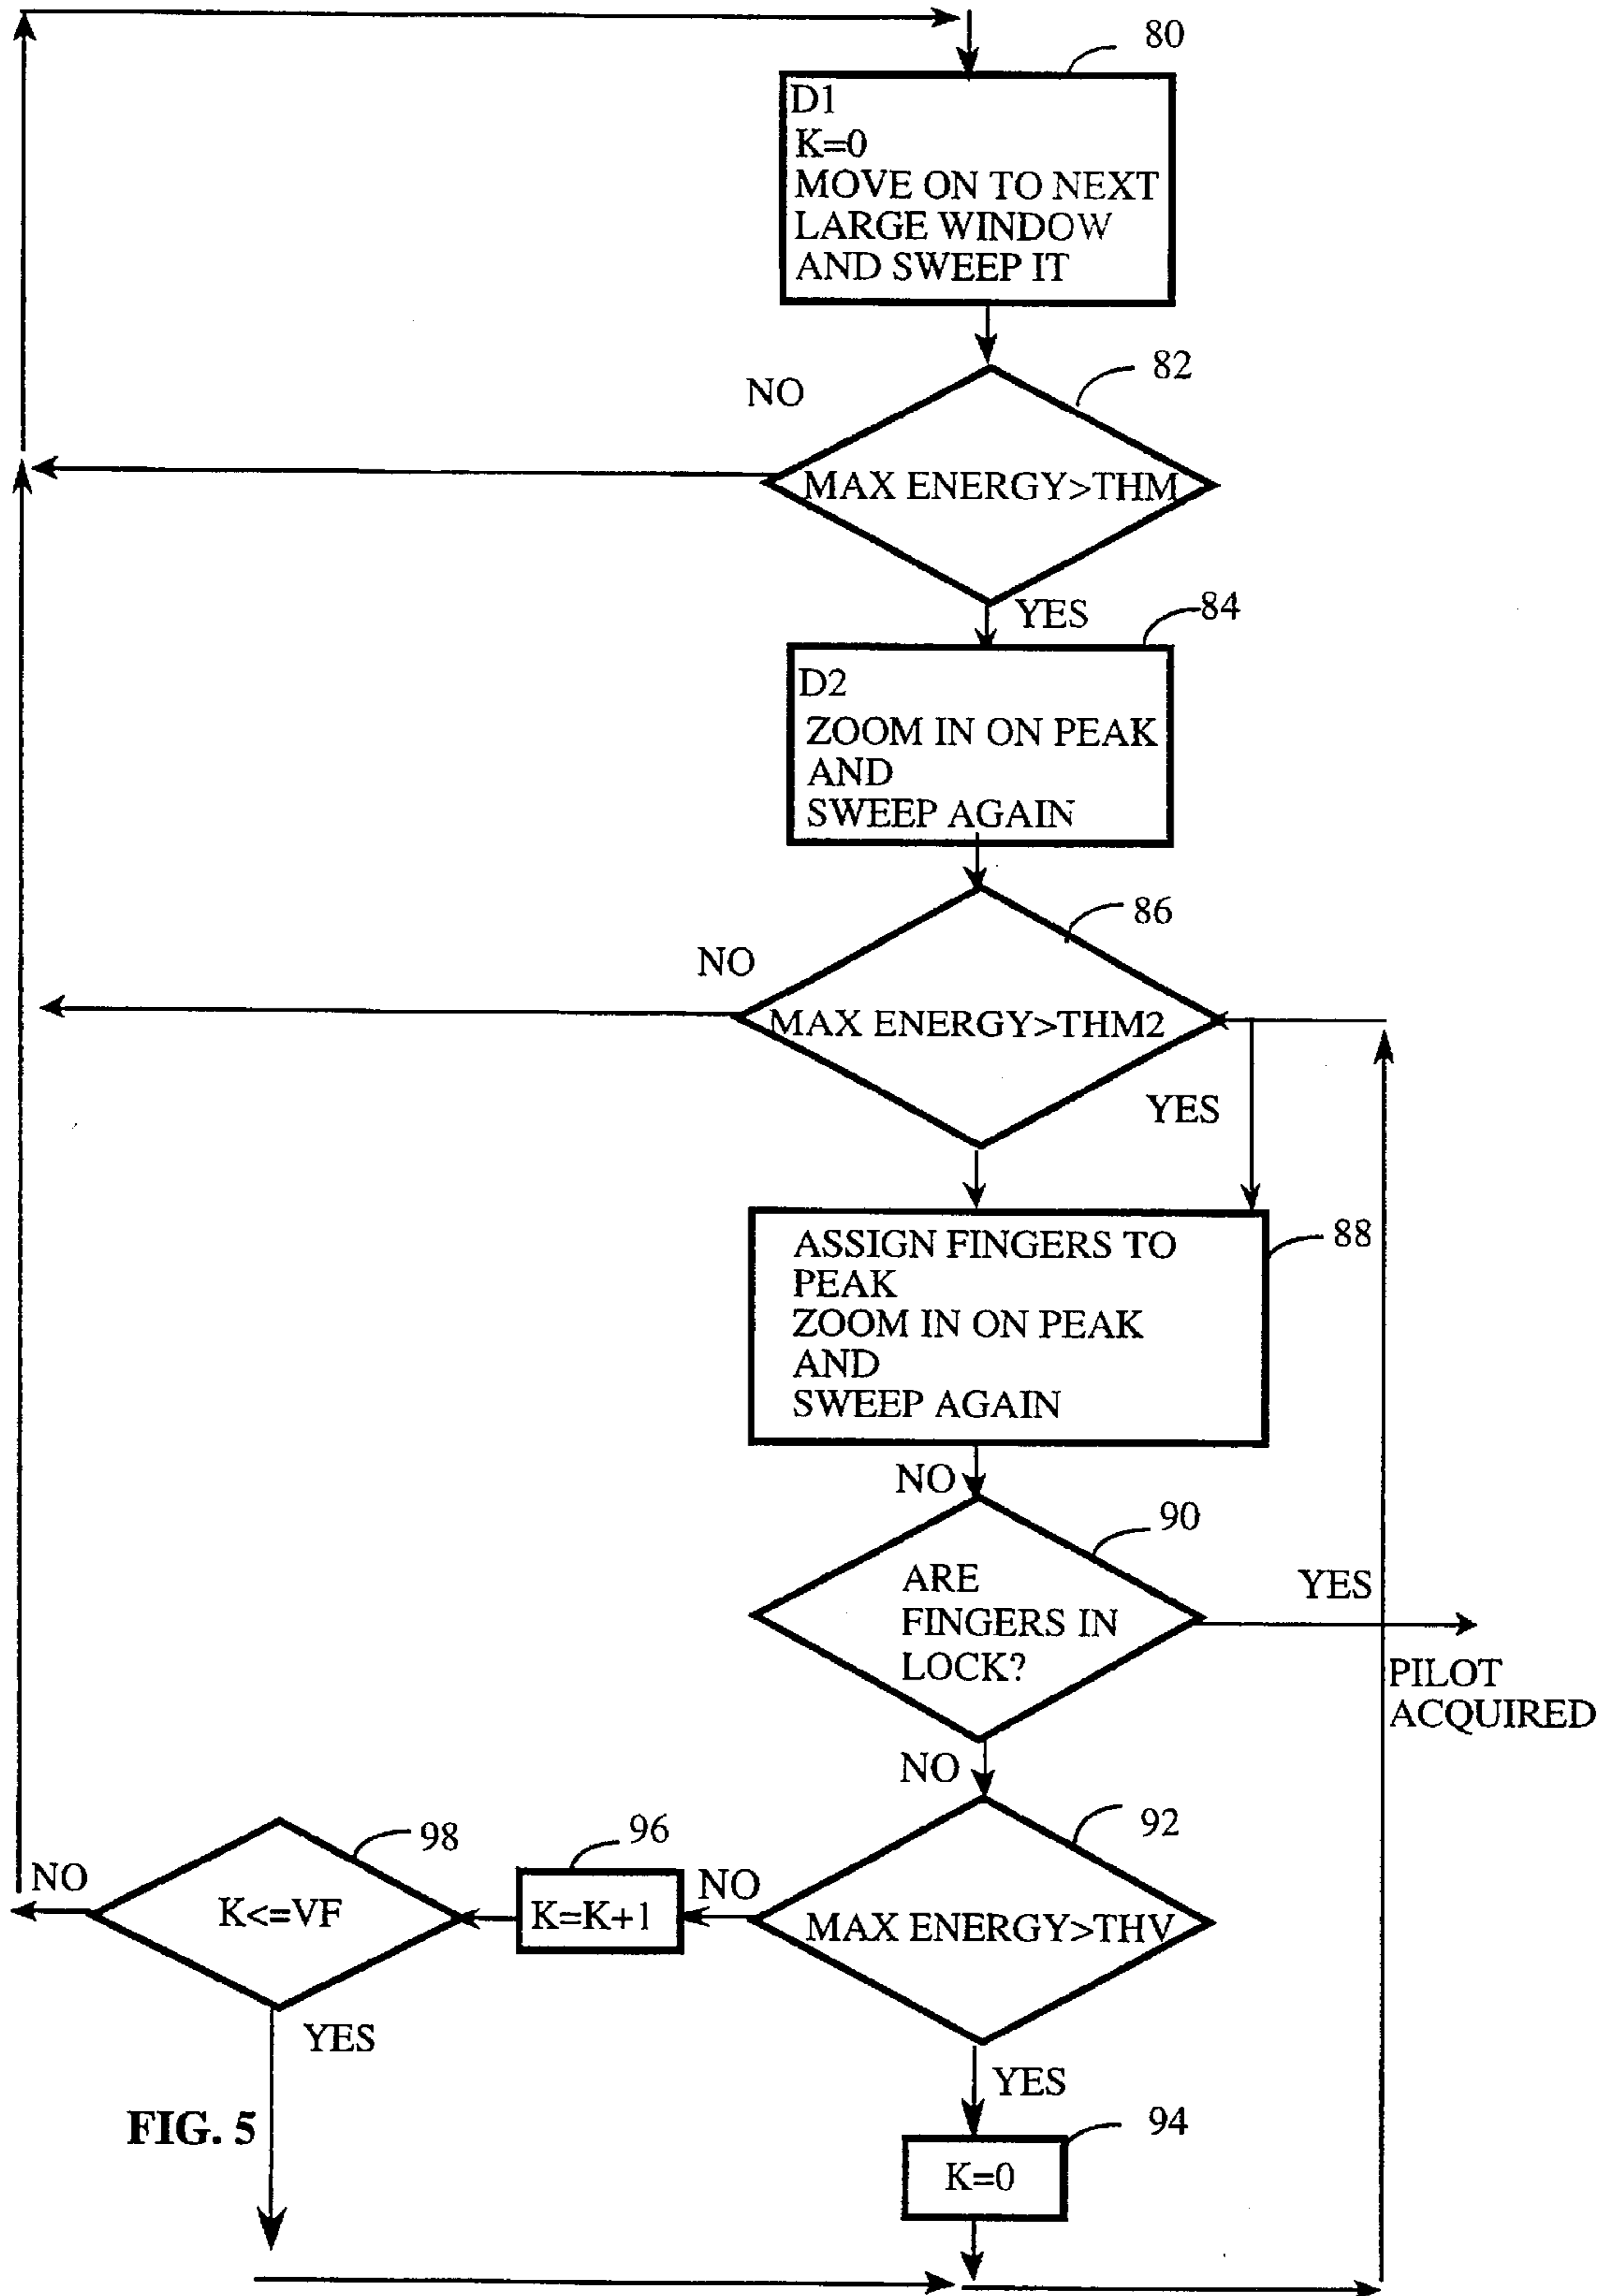 80
D1
K=0
MOVE ON TO NEXT
LARGE WINDOW
AND SWEEP IT
82
NO
MAX ENERGY>THM
YES
84
D2
ZOOM IN ON PEAK
AND
SWEEP AGAIN
86
NO
MAX ENERGY>THM2
YES
88
ASSIGN FINGERS TO
PEAK
ZOOM IN ON PEAK
AND
SWEEP AGAIN
NO
90
ARE
FINGERS IN
LOCK?
YES
PILOT
ACQUIRED
NO
92
MAX ENERGY>THV
NO
96
K=K+1
98
K<=VF
NO
YES
YES
94
K=0
FIG. 5